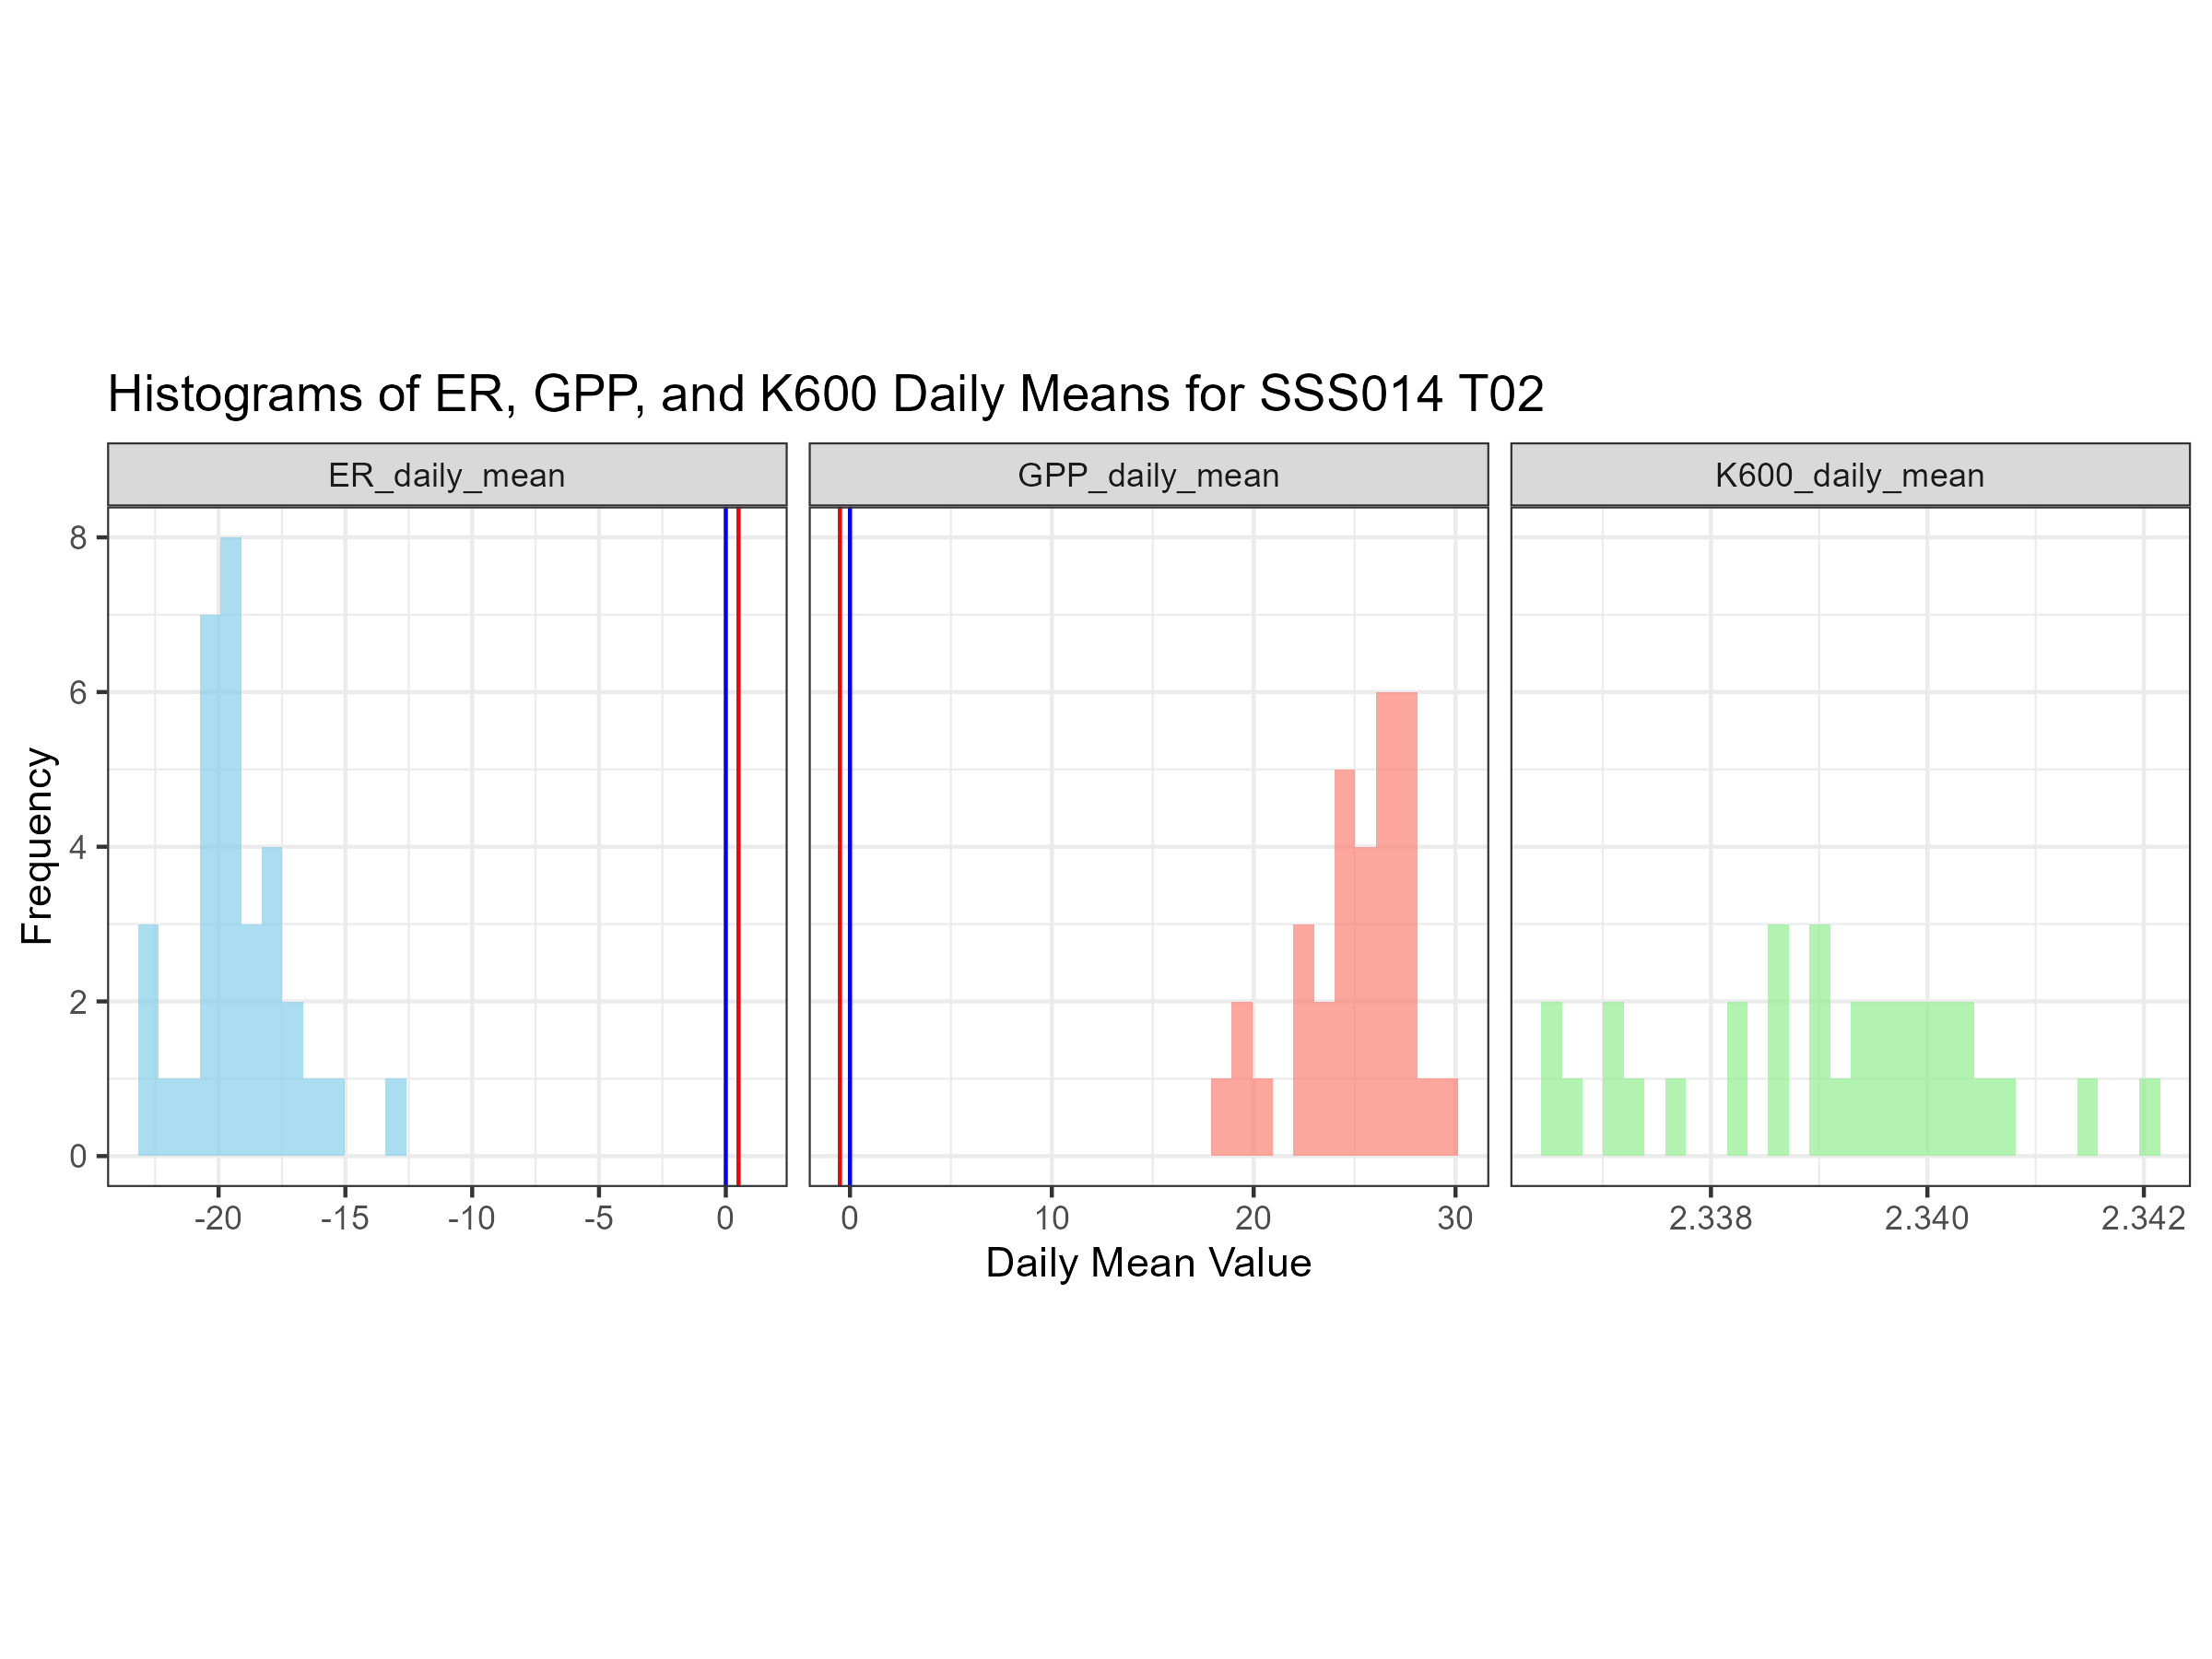 Histograms of ER, GPP, and K600 Daily Means for SSS014 T02
ER_daily_mean
GPP_daily_mean
K600_daily_mean
Frequency
8
6
4
2
0
-20 -15 -10 -5 0
0 10 20 30
2.338 2.340 2.342
Daily Mean Value